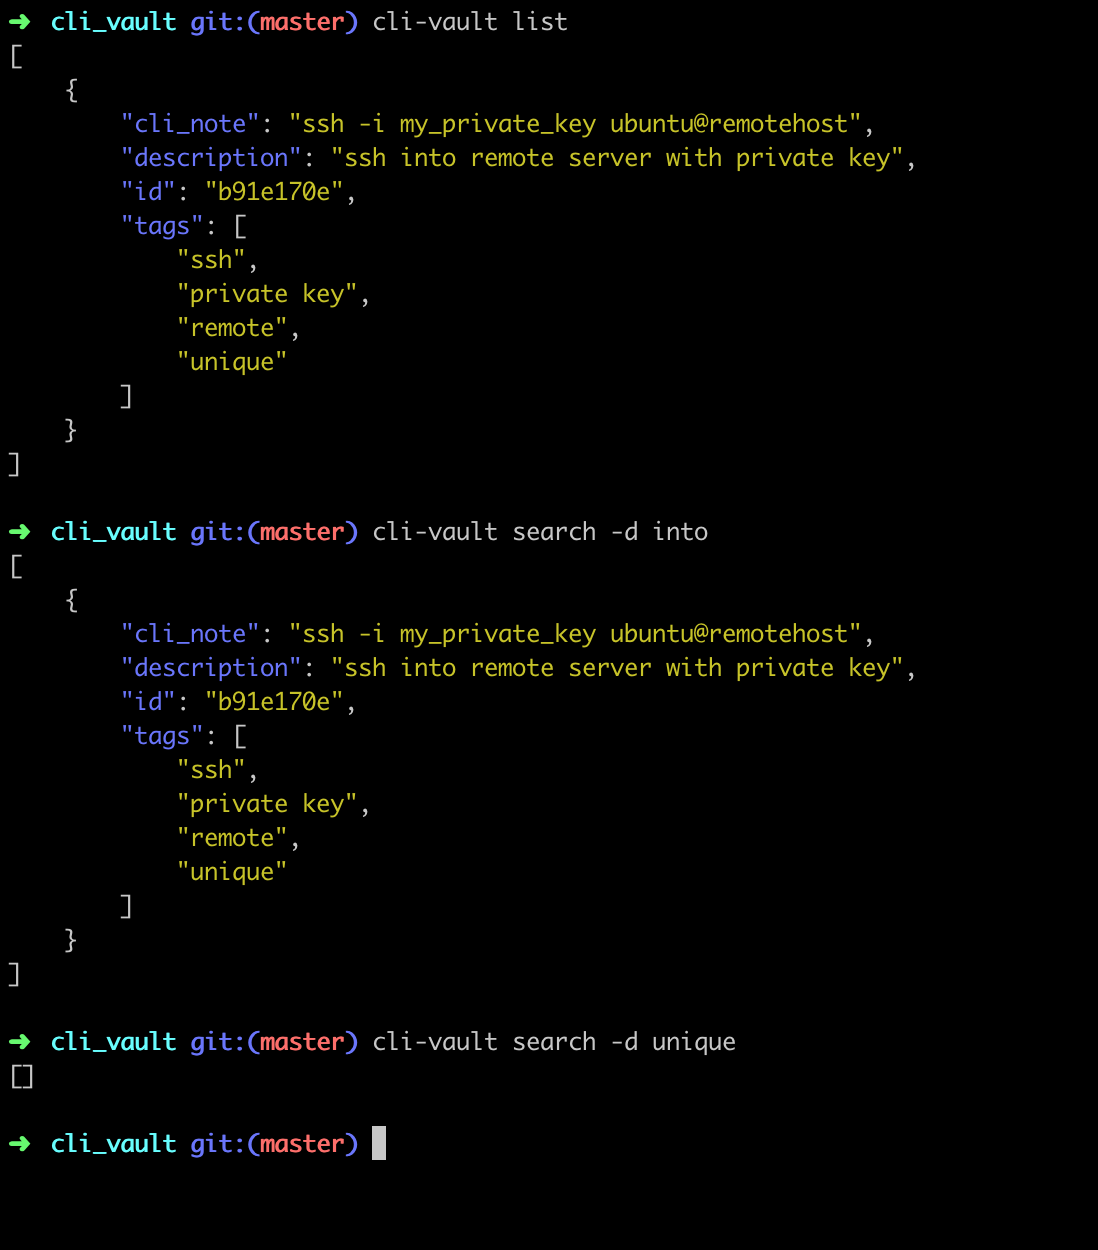 ➜ cli_vault git:(master) cli-vault list
[
    {
        "cli_note": "ssh -i my_private_key ubuntu@remotehost",
        "description": "ssh into remote server with private key",
        "id": "b91e170e",
        "tags": [
            "ssh",
            "private key",
            "remote",
            "unique"
        ]
    }
]
➜ cli_vault git:(master) cli-vault search -d into
[
    {
        "cli_note": "ssh -i my_private_key ubuntu@remotehost",
        "description": "ssh into remote server with private key",
        "id": "b91e170e",
        "tags": [
            "ssh",
            "private key",
            "remote",
            "unique"
        ]
    }
]
➜ cli_vault git:(master) cli-vault search -d unique
[]
➜ cli_vault git:(master)